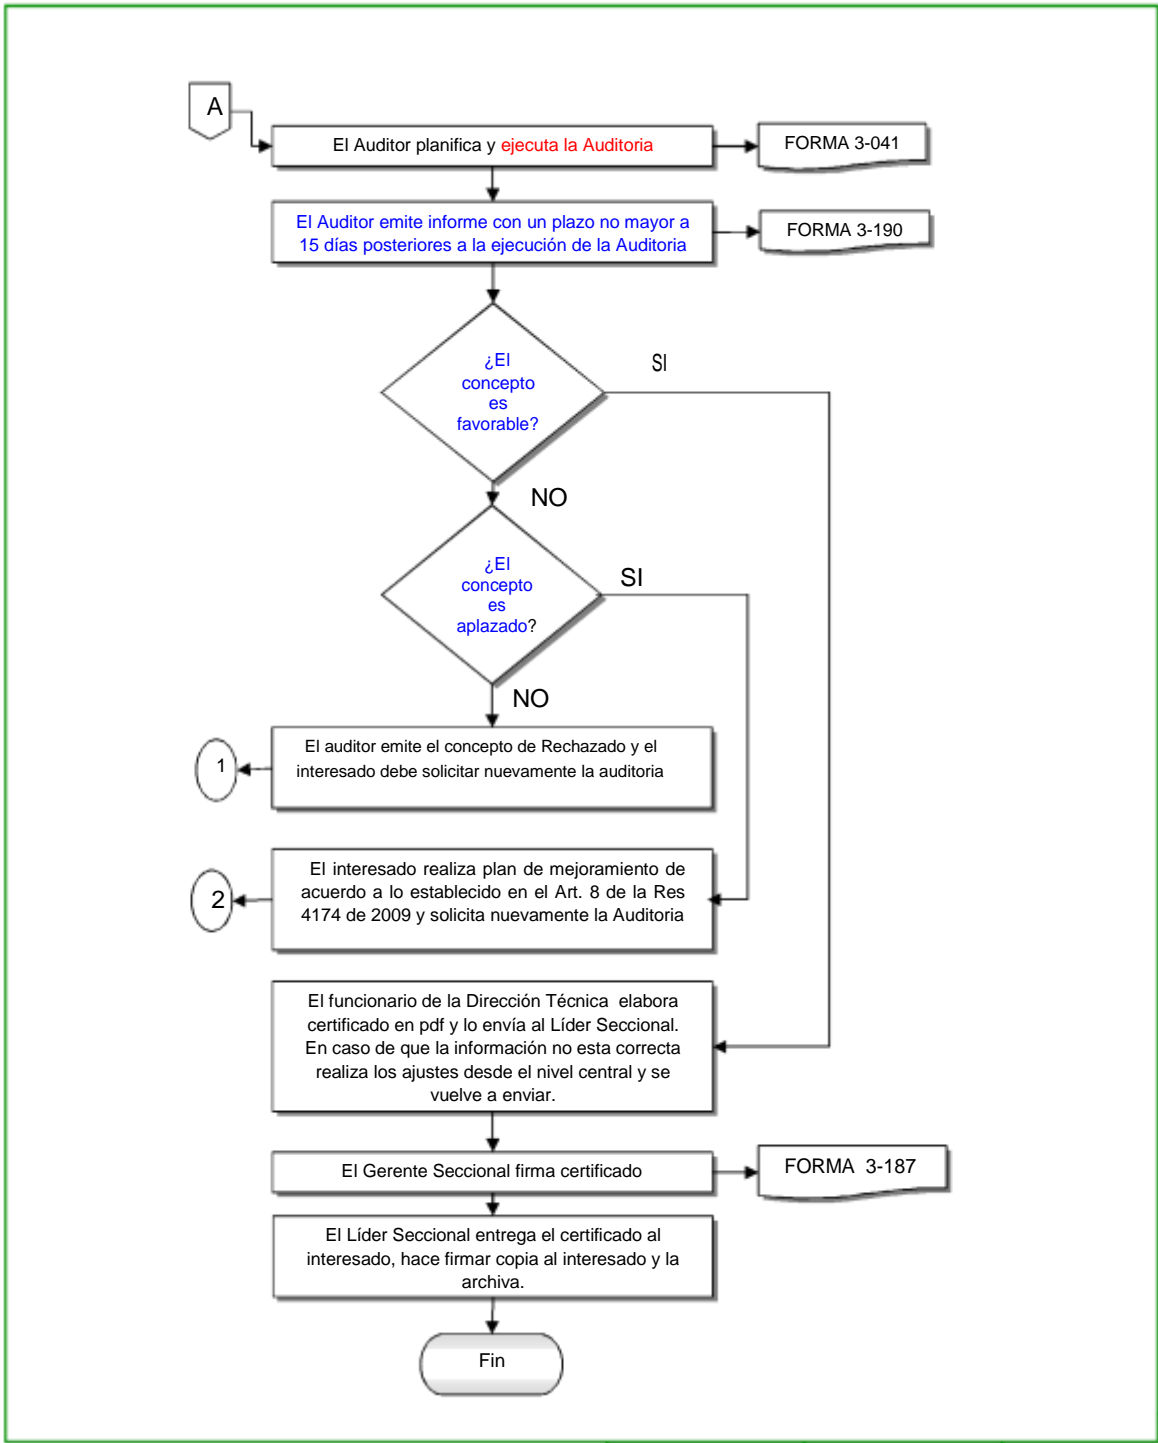 A
El Auditor planifica y ejecuta la Auditoria
FORMA 3-041
El Auditor emite informe con un plazo no mayor a
15 días posteriores a la ejecución de la Auditoria
FORMA 3-190
¿El
concepto
es
favorable?
SI
NO
¿El
concepto
es
aplazado?
SI
NO
El auditor emite el concepto de Rechazado y el
interesado debe solicitar nuevamente la auditoria
1
El interesado realiza plan de mejoramiento de
acuerdo a lo establecido en el Art. 8 de la Res
4174 de 2009 y solicita nuevamente la Auditoria
2
El funcionario de la Dirección Técnica elabora
certificado en pdf y lo envía al Líder Seccional.
En caso de que la información no esta correcta
realiza los ajustes desde el nivel central y se
vuelve a enviar.
El Gerente Seccional firma certificado
FORMA 3-187
El Líder Seccional entrega el certificado al
interesado, hace firmar copia al interesado y la
archiva.
Fin